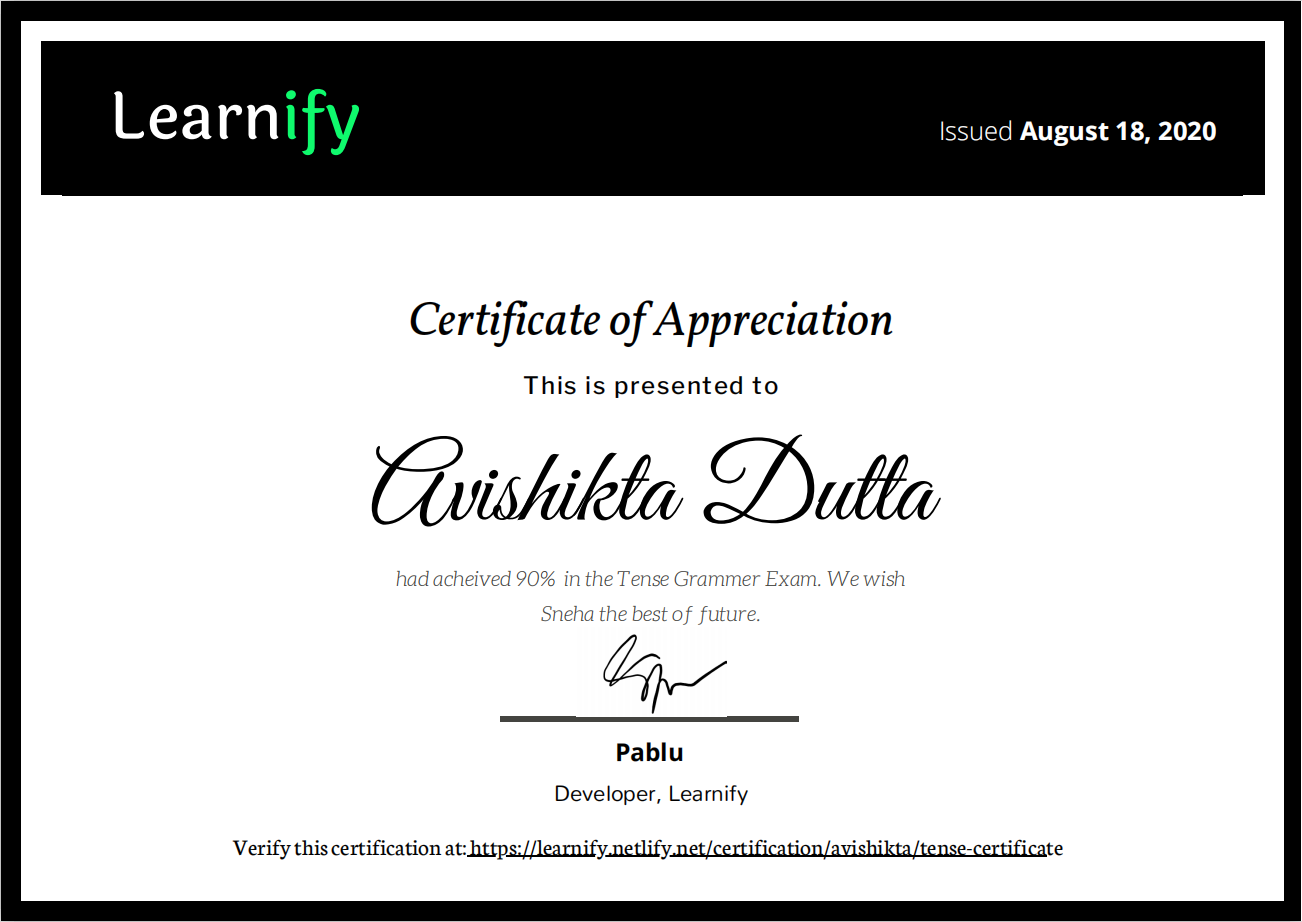 Learnify
Issued August 18, 2020
Certificate of Appreciation
This is presented to
Avishikta Dutta
had acheived 90% in the Tense Grammer Exam. We wish
Sneha the best of future.
Pablu
Developer, Learnify
Verify this certification at: https://learnify.netlify.net/certification/avishikta/tense-certificate